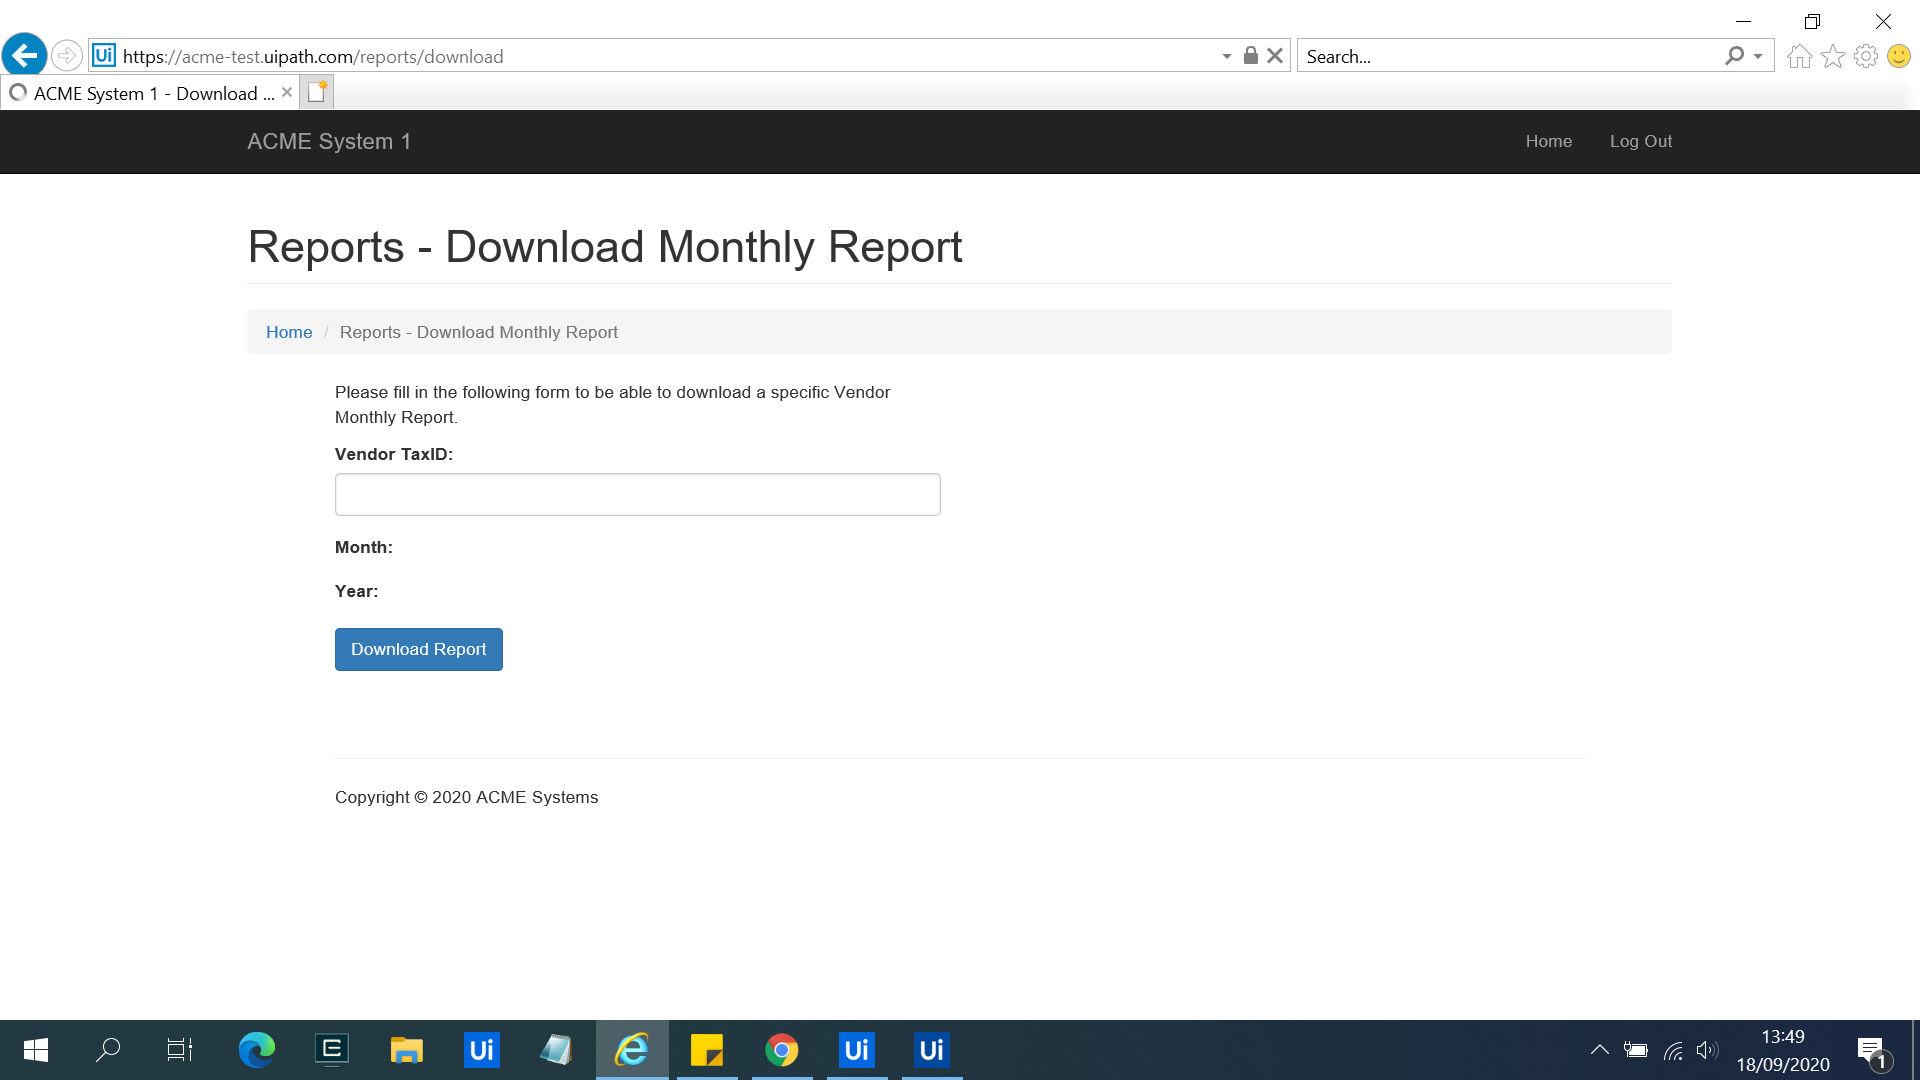 https://acme-test.uipath.com/reports/download
Search...
ACME System 1 - Download ...
ACME System 1
Home
Log Out
Reports - Download Monthly Report
Home / Reports - Download Monthly Report
Please fill in the following form to be able to download a specific Vendor
Monthly Report.
Vendor TaxID:
Month:
Year:
Download Report
Copyright © 2020 ACME Systems
Ui
Ui
Ui
13:49
18/09/2020
1